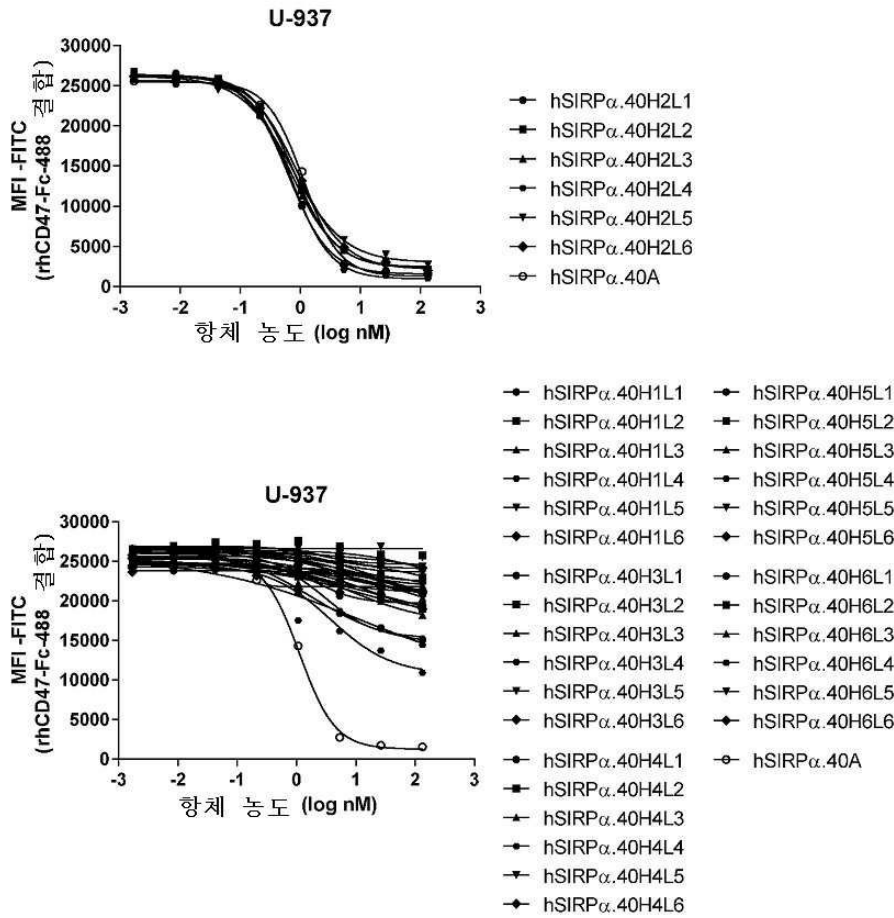 U-937
MFI -FITC
(rhCD47-Fc-488 결합)
30000
25000
20000
15000
10000
5000
0
-3 -2 -1 0 1 2 3
항체 농도 (log nM)
hSIRPα.40H2L1
hSIRPα.40H2L2
hSIRPα.40H2L3
hSIRPα.40H2L4
hSIRPα.40H2L5
hSIRPα.40H2L6
hSIRPα.40A
U-937
MFI -FITC
(rhCD47-Fc-488 결합)
30000
25000
20000
15000
10000
5000
0
-3 -2 -1 0 1 2 3
항체 농도 (log nM)
hSIRPα.40H1L1
hSIRPα.40H1L2
hSIRPα.40H1L3
hSIRPα.40H1L4
hSIRPα.40H1L5
hSIRPα.40H1L6
hSIRPα.40H3L1
hSIRPα.40H3L2
hSIRPα.40H3L3
hSIRPα.40H3L4
hSIRPα.40H3L5
hSIRPα.40H3L6
hSIRPα.40H4L1
hSIRPα.40H4L2
hSIRPα.40H4L3
hSIRPα.40H4L4
hSIRPα.40H4L5
hSIRPα.40H4L6
hSIRPα.40H5L1
hSIRPα.40H5L2
hSIRPα.40H5L3
hSIRPα.40H5L4
hSIRPα.40H5L5
hSIRPα.40H5L6
hSIRPα.40H6L1
hSIRPα.40H6L2
hSIRPα.40H6L3
hSIRPα.40H6L4
hSIRPα.40H6L5
hSIRPα.40H6L6
hSIRPα.40A